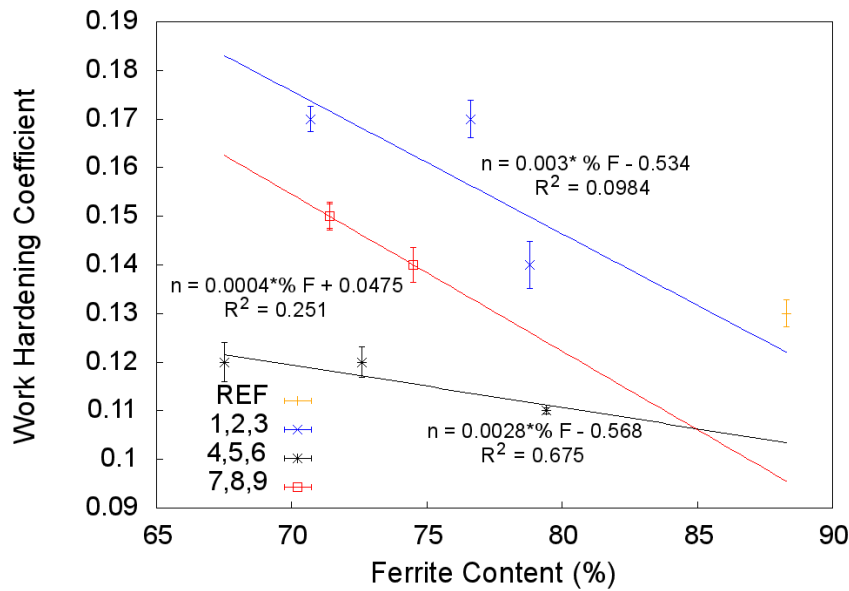 0.19
0.18
0.17
0.16
0.15
0.14
0.13
0.12
0.11
0.1
0.09
Work Hardening Coefficient
n = 0.003* % F - 0.534
R² = 0.0984
n = 0.0004*% F + 0.0475
R² = 0.251
n = 0.0028*% F - 0.568
R² = 0.675
REF
1,2,3
4,5,6
7,8,9
65 70 75 80 85 90
Ferrite Content (%)